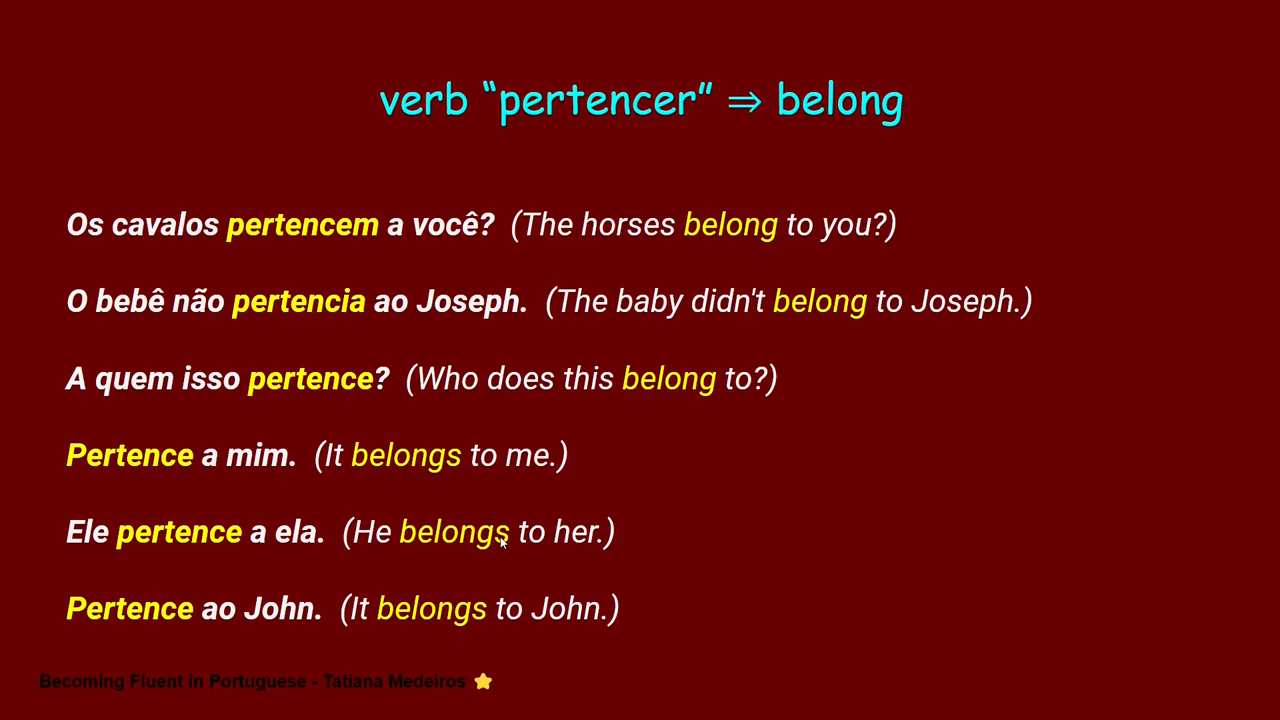 verb “pertencer” ⇒ belong
Os cavalos pertencem a você? (The horses belong to you?)
O bebê não pertencia ao Joseph. (The baby didn't belong to Joseph.)
A quem isso pertence? (Who does this belong to?)
Pertence a mim. (It belongs to me.)
Ele pertence a ela. (He belongs to her.)
Pertence ao John. (It belongs to John.)
Becoming Fluent in Portuguese - Tatiana Medeiros ⭐